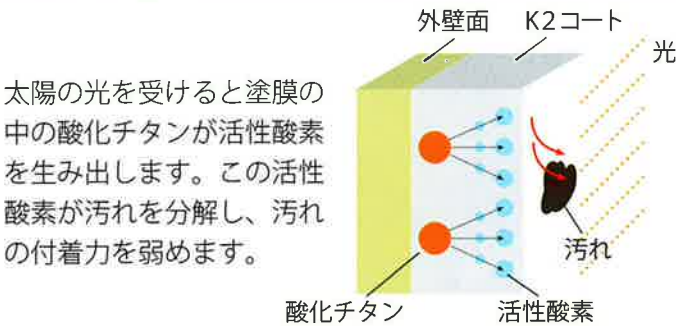 外壁面
K2コート
光
太陽の光を受けると塗膜の
中の酸化チタンが活性酸素
を生み出します。この活性
酸素が汚れを分解し、汚れ
の付着力を弱めます。
汚れ
酸化チタン
活性酸素